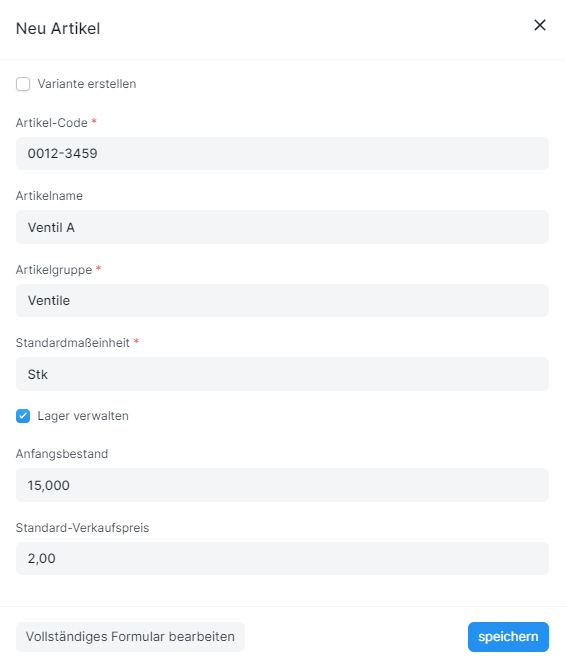 Neu Artikel
Variante erstellen
Artikel-Code *
0012-3459
Artikelname
Ventil A
Artikelgruppe *
Ventile
Standardmaßeinheit *
Stk
Lager verwalten
Anfangsbestand
15,000
Standard-Verkaufspreis
2,00
Vollständiges Formular bearbeiten speichern